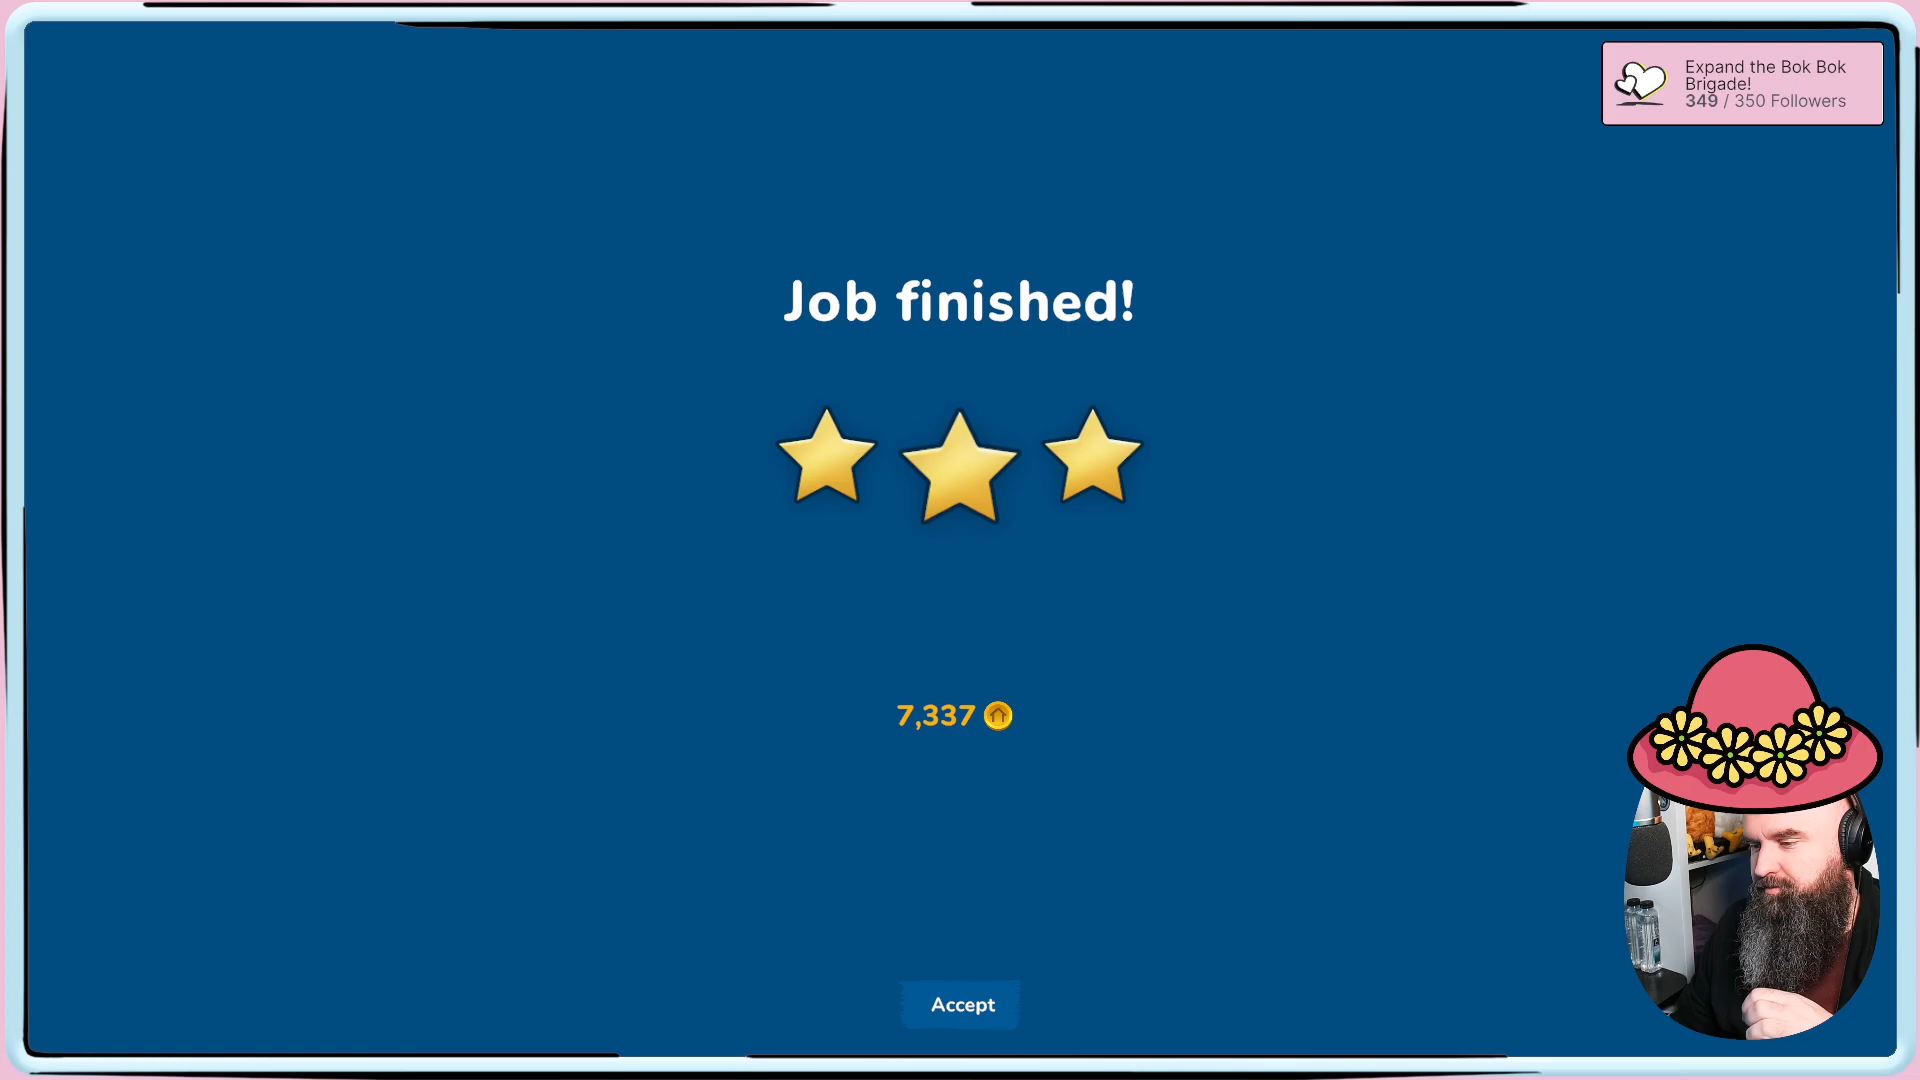 Expand the Bok Bok
Brigade!
349 / 350 Followers
Job finished!
7,337
Accept